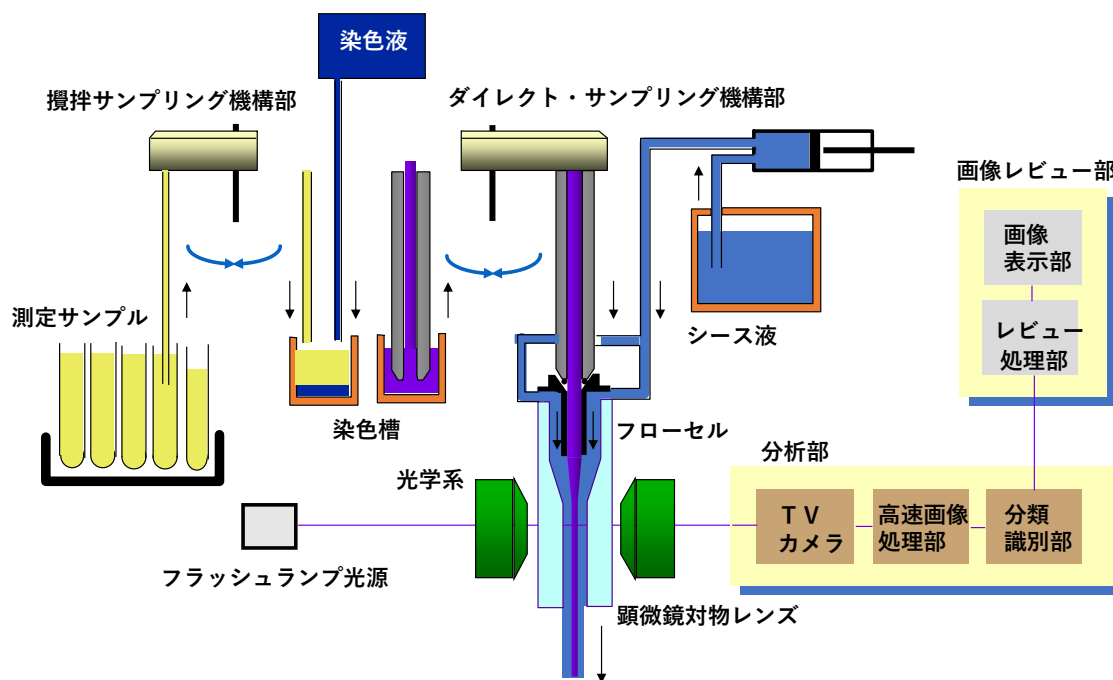 染色液
攪拌サンプリング機構部
ダイレクト・サンプリング機構部
画像レビュー部
画像
表示部
測定サンプル
シース液
レビュー
処理部
染色槽
フローセル
分析部
光学系
TV
カメラ
高速画像
処理部
分類
識別部
フラッシュランプ光源
顕微鏡対物レンズ